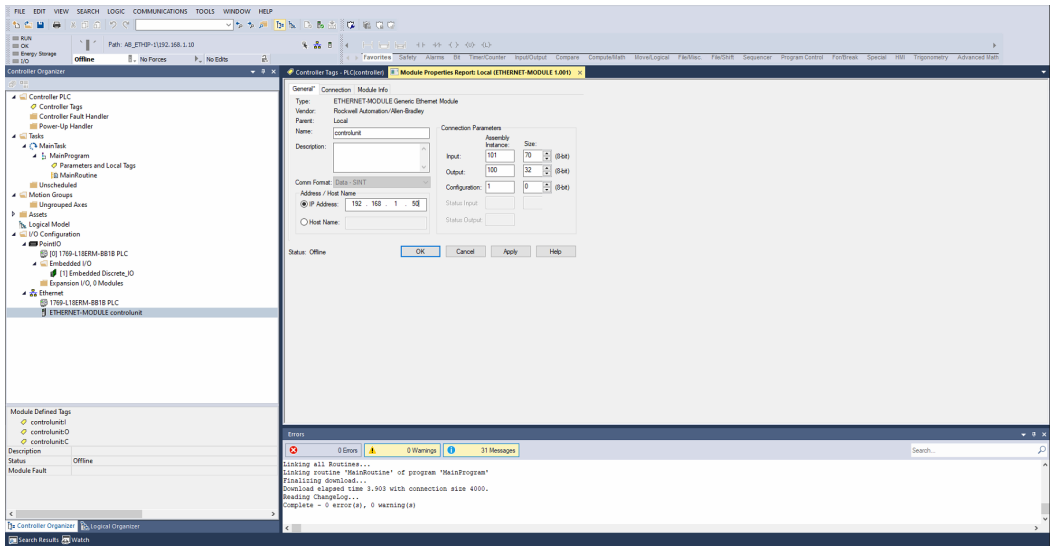 FILE EDIT VIEW SEARCH LOGIC COMMUNICATIONS TOOLS WINDOW HELP
RUN
OK
Energy Storage
I/O
Path: AB_ETHIP-1\192.168.1.10
Offline No Forces No Edits
Favorites Safety Alarms Bit Timer/Counter Input/Output Compare Compute/Math Move/Logical File/Misc. File/Shift Sequencer Program Control For/Break Special HMI Trigonometry Advanced Math
Controller Organizer
Controller PLC
Controller Tags
Controller Fault Handler
Power-Up Handler
Tasks
MainTask
MainProgram
Parameters and Local Tags
MainRoutine
Unscheduled
Motion Groups
Ungrouped Axes
Assets
Logical Model
I/O Configuration
PointIO
[0] 1769-L18ERM-BB1B PLC
Embedded I/O
[1] Embedded Discrete_IO
Expansion I/O, 0 Modules
Ethernet
1769-L18ERM-BB1B PLC
ETHERNET-MODULE controlunit
Module Defined Tags
controlunit:I
controlunit:O
controlunit:C
Description
Status Offline
Module Fault
Controller Organizer Logical Organizer
Search Results Watch
Controller Tags - PLC(controller) Module Properties Report: Local (ETHERNET-MODULE 1.001) ×
General* Connection Module Info
Type: ETHERNET-MODULE Generic Ethernet Module
Vendor: Rockwell Automation/Allen-Bradley
Parent: Local
Name: controlunit
Description:
Comm Format: Data - SINT
Address / Host Name
IP Address: 192 . 168 . 1 . 50
Host Name:
Connection Parameters
Assembly
Instance: Size:
Input: 101 70 (8-bit)
Output: 100 32 (8-bit)
Configuration: 1 0 (8-bit)
Status Input
Status Output
Status: Offline OK Cancel Apply Help
Errors
0 Errors 0 Warnings 31 Messages Search...
Linking all Routines...
Linking routine 'MainRoutine' of program 'MainProgram'
Finalizing download...
Download elapsed time 3.903 with connection size 4000.
Reading ChangeLog...
Complete - 0 error(s), 0 warning(s)